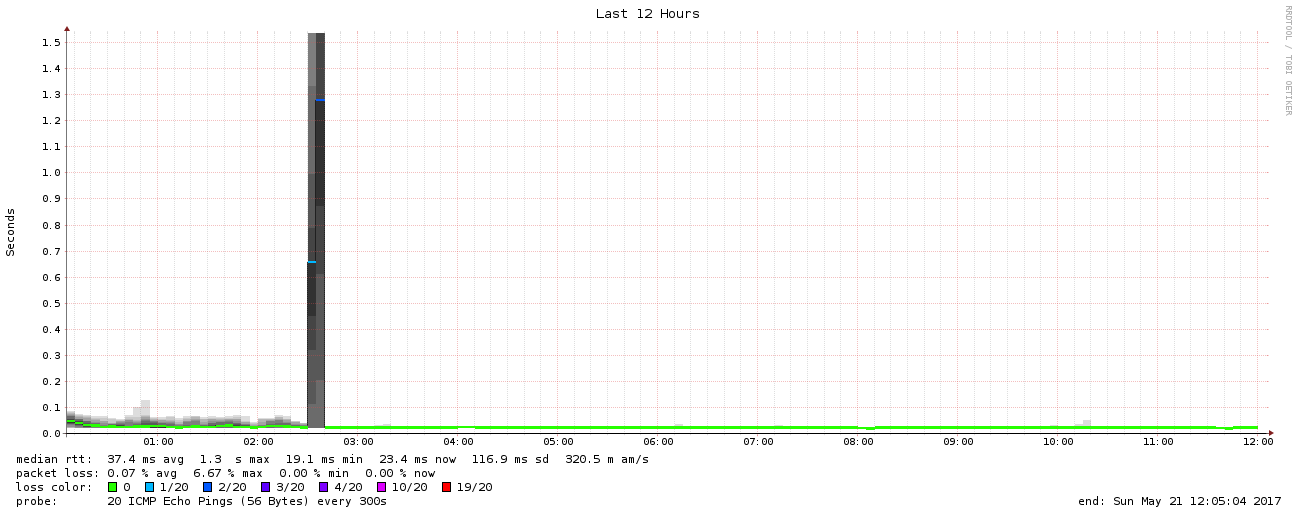 Last 12 Hours
RRDTOOL / TOBI OETIKER
Seconds
1.5
1.4
1.3
1.2
1.1
1.0
0.9
0.8
0.7
0.6
0.5
0.4
0.3
0.2
0.1
0.0
01:00 02:00 03:00 04:00 05:00 06:00 07:00 08:00 09:00 10:00 11:00 12:00
median rtt: 37.4 ms avg 1.3 s max 19.1 ms min 23.4 ms now 116.9 ms sd 320.5 m am/s
packet loss: 0.07 % avg 6.67 % max 0.00 % min 0.00 % now
loss color: 0 1/20 2/20 3/20 4/20 10/20 19/20
probe: 20 ICMP Echo Pings (56 Bytes) every 300s end: Sun May 21 12:05:04 2017